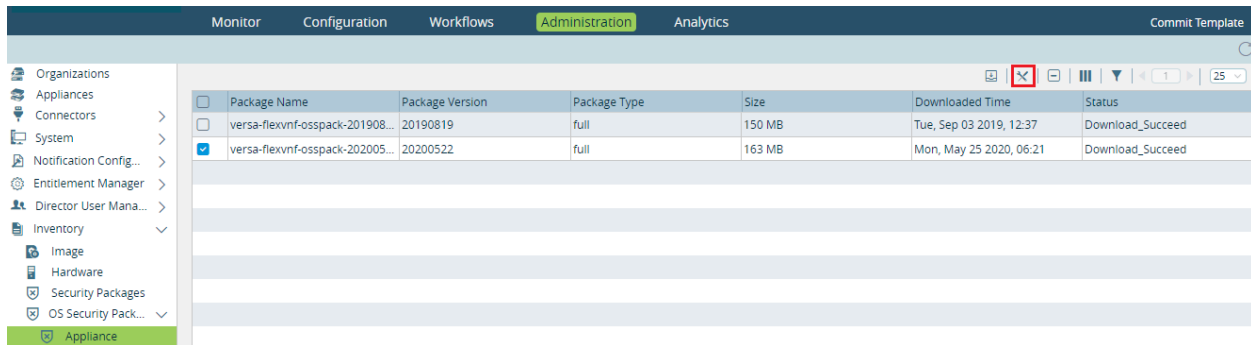 Monitor Configuration Workflows Administration Analytics Commit Template
Organizations
Appliances
Connectors
System
Notification Config...
Entitlement Manager
Director User Mana...
Inventory
Image
Hardware
Security Packages
OS Security Pack...
Appliance
1 25
Package Name Package Version Package Type Size Downloaded Time Status
versa-flexvnf-osspack-201908... 20190819 full 150 MB Tue, Sep 03 2019, 12:37 Download_Succeed
versa-flexvnf-osspack-202005... 20200522 full 163 MB Mon, May 25 2020, 06:21 Download_Succeed